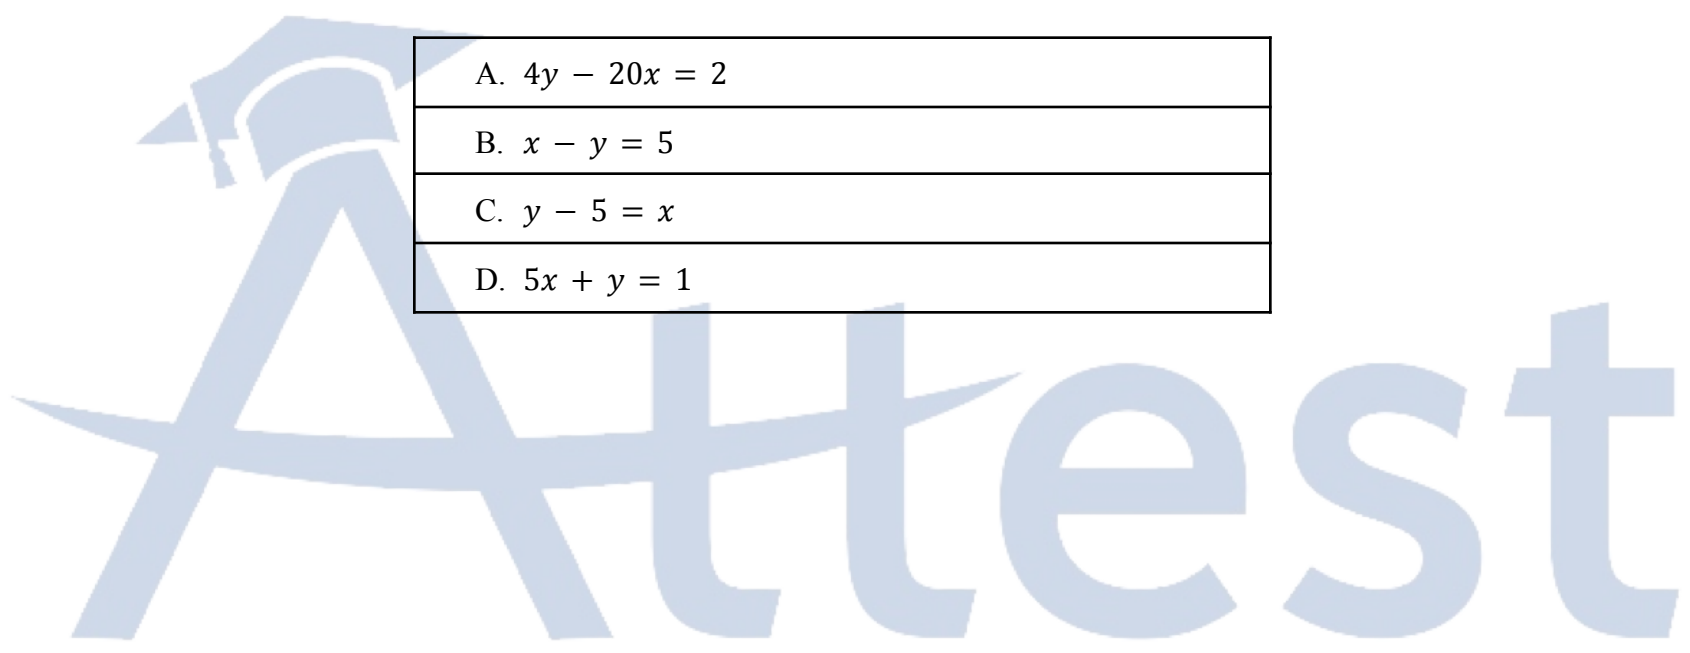 A. 4y − 20x = 2
B. x − y = 5
C. y − 5 = x
D. 5x + y = 1
Attest